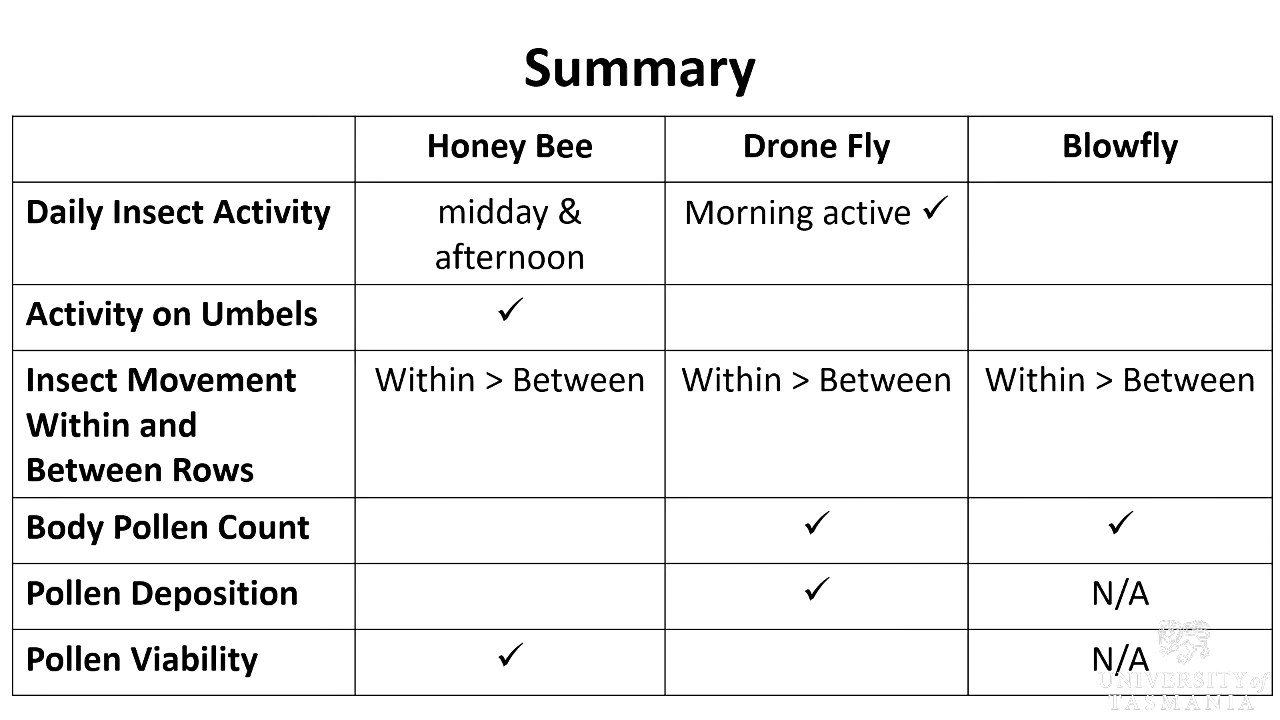 Summary
Honey Bee Drone Fly Blowfly
Daily Insect Activity midday & Morning active ✓
afternoon
Activity on Umbels ✓
Insect Movement Within > Between Within > Between Within > Between
Within and
Between Rows
Body Pollen Count ✓ ✓
Pollen Deposition ✓ N/A
Pollen Viability ✓ N/A
UNIVERSITY of
TASMANIA